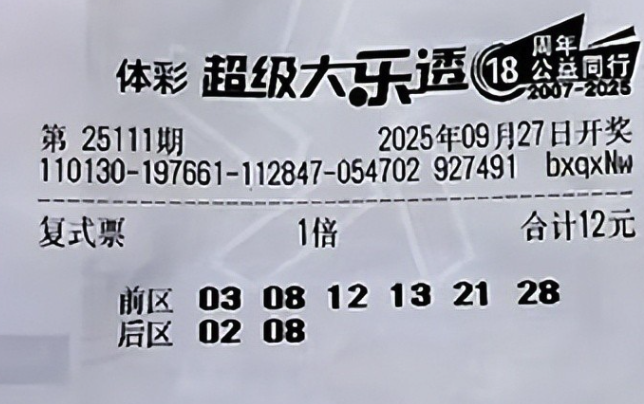 体彩 超级大乐透 18 周年 公益同行 2007-2025
第 25111期 2025年09月27日开奖
110130-197661-112847-054702 927491 bxqxNw
复式票 1倍 合计12元
前区 03 08 12 13 21 28
后区 02 08